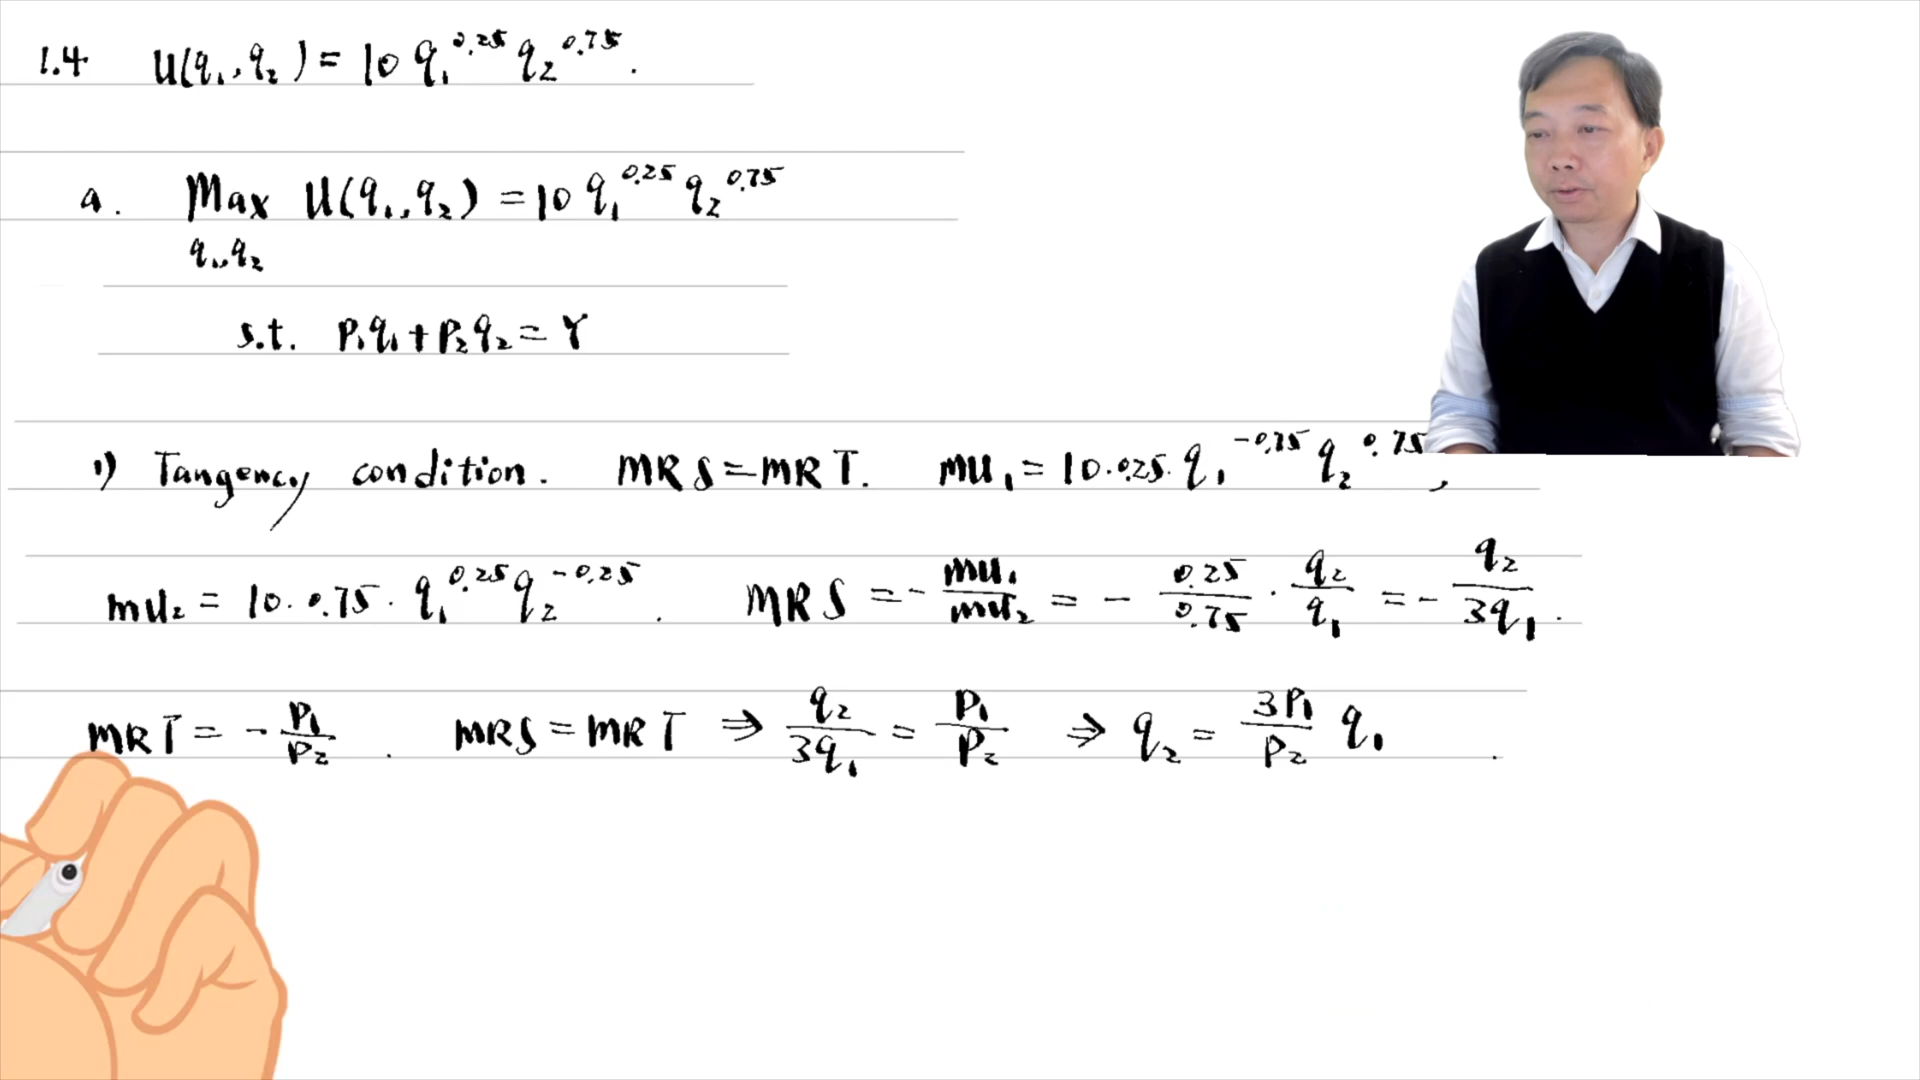 1.4 U(q₁, q₂) = 10 q₁^0.25 q₂^0.75.
a. Max U(q₁, q₂) = 10 q₁^0.25 q₂^0.75
q₁, q₂
s.t. P₁q₁ + P₂q₂ = Y
1) Tangency condition. MRS = MRT. MU₁ = 10·0.25·q₁^-0.75 q₂^0.75,
MU₂ = 10·0.75·q₁^0.25 q₂^-0.25. MRS = - MU₁/MU₂ = - 0.25/0.75 · q₂/q₁ = - q₂/3q₁.
MRT = - P₁/P₂. MRS = MRT ⇒ q₂/3q₁ = P₁/P₂ ⇒ q₂ = 3P₁/P₂ q₁.